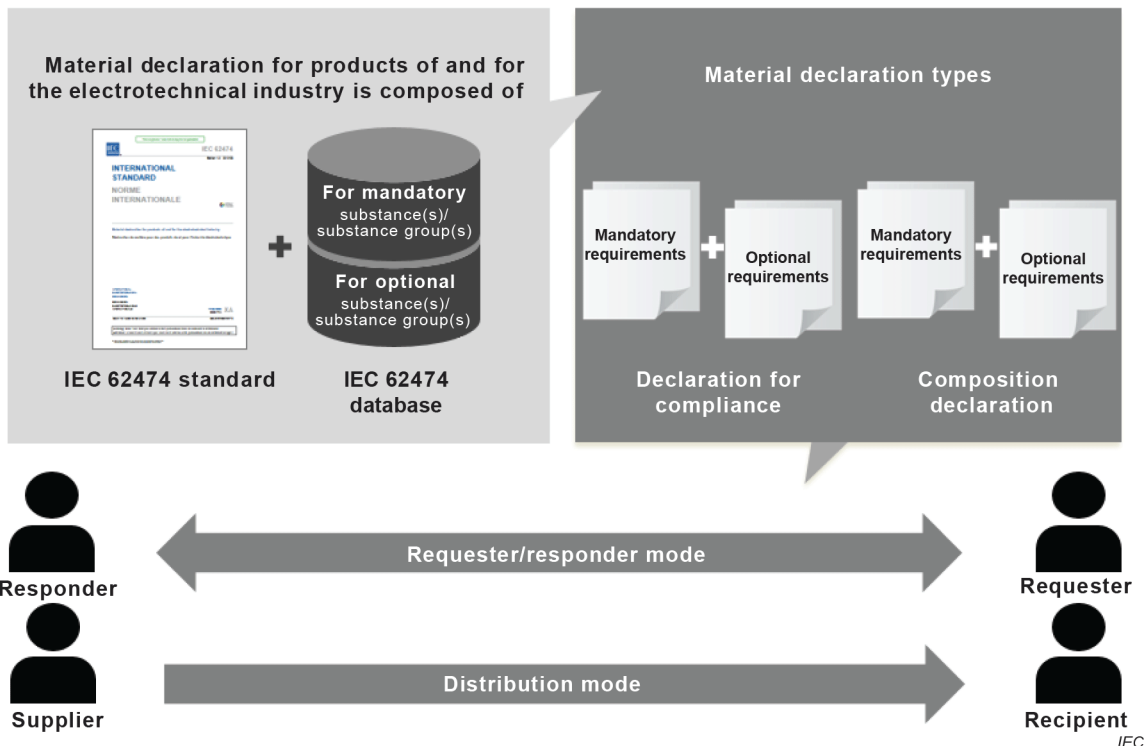 Material declaration for products of and for
the electrotechnical industry is composed of
IEC
IEC 62474
INTERNATIONAL
STANDARD
NORME
INTERNATIONALE
For mandatory
substance(s)/
substance group(s)
For optional
substance(s)/
substance group(s)
IEC 62474 standard
IEC 62474
database
Material declaration types
Mandatory
requirements
Optional
requirements
Mandatory
requirements
Optional
requirements
Declaration for
compliance
Composition
declaration
Responder
Requester/responder mode
Requester
Supplier
Distribution mode
Recipient
IEC